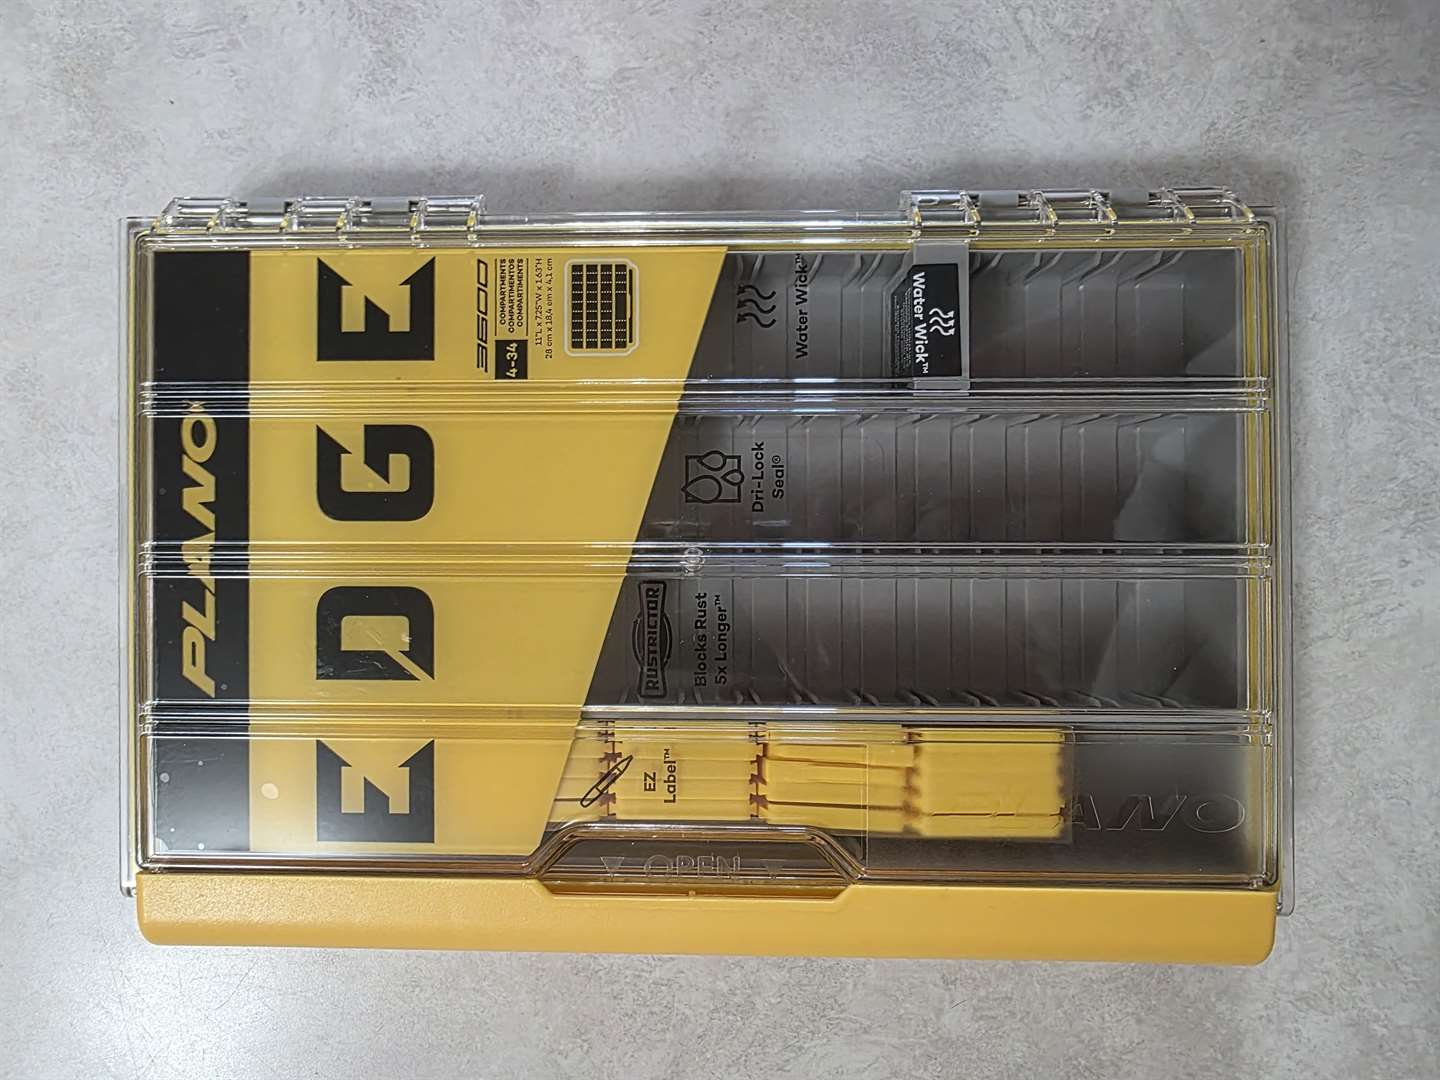 PLANO
EDGE
3600
4-34
COMPARTMENTS
COMPARTIMENTOS
COMPARTIMENTS
11"L x 7.25"W x 1.63"H
28 cm x 18,4 cm x 4,1 cm
Water Wick™
Water Wick™
Dri-Lock
Seal®
RUSTRICTOR
Blocks Rust
5x Longer™
EZ
Label™
OPEN
PLANO